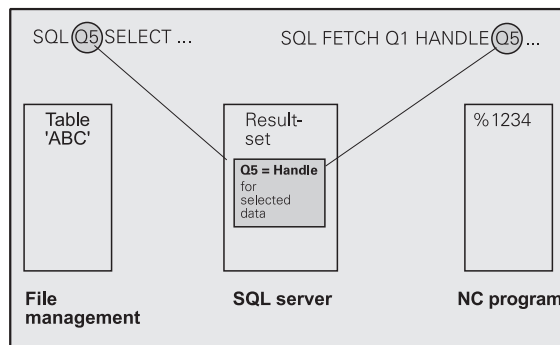 SQL Q5 SELECT ...
SQL FETCH Q1 HANDLE Q5 ...
Table
'ABC'
Result-
set
Q5 = Handle
for
selected
data
%1234
File
management
SQL server
NC program